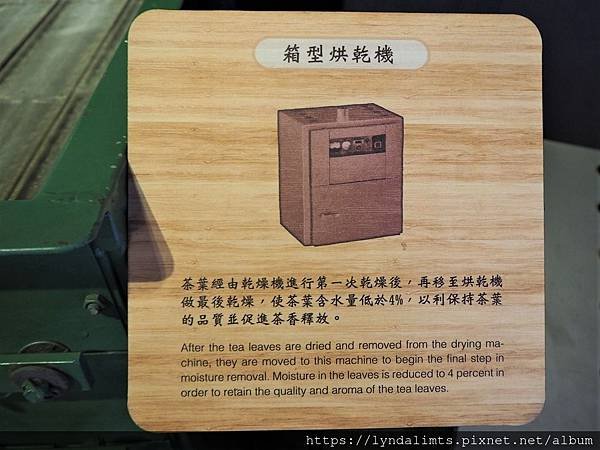 箱型烘乾機
茶葉經由乾燥機進行第一次乾燥後，再移至烘乾機
做最後乾燥，使茶葉含水量低於4%，以利保持茶葉
的品質並促進茶香釋放。
After the tea leaves are dried and removed from the drying ma-
chine, they are moved to this machine to begin the final step in
moisture removal. Moisture in the leaves is reduced to 4 percent in
order to retain the quality and aroma of the tea leaves.
https://lyndalimts.pixnet.net/album